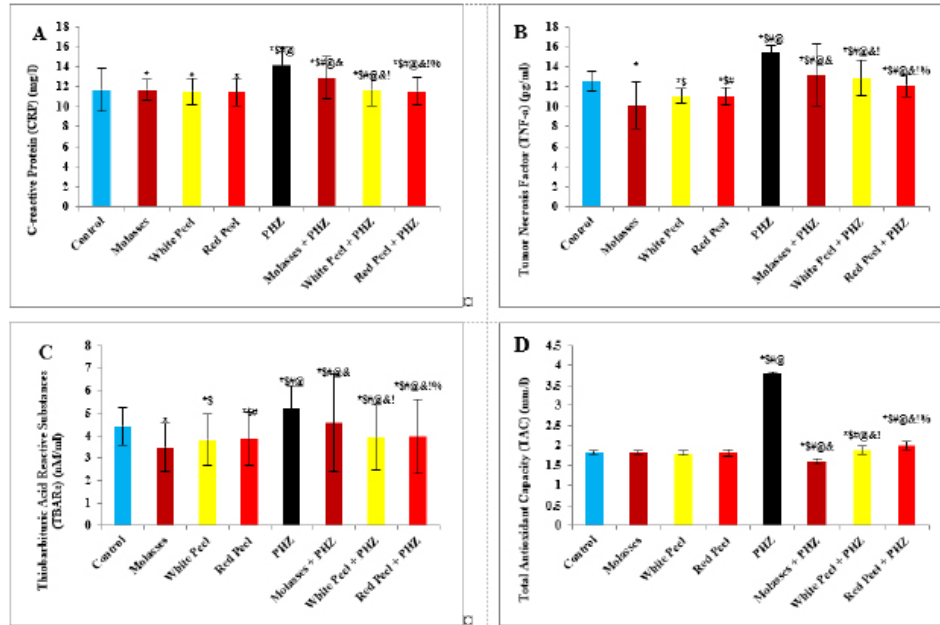 A
C-reactive Protein (CRP) (mg/l)
18
16
14
12
10
8
6
4
2
0
*
*
*
*$#@
*$#@&
*$#@&!
*$#@&!%
Control
Molasses
White Peel
Red Peel
PHZ
Molasses + PHZ
White Peel + PHZ
Red Peel + PHZ
B
Tumor Necrosis Factor (TNF-α) (pg/ml)
18
16
14
12
10
8
6
4
2
0
*
*$
*$#
*$#@
*$#@&
*$#@&!
*$#@&!%
Control
Molasses
White Peel
Red Peel
PHZ
Molasses + PHZ
White Peel + PHZ
Red Peel + PHZ
C
Thiobarbituric Acid Reactive Substances
(TBARs) (nM/ml)
8
7
6
5
4
3
2
1
0
*
*$
*$#
*$#@
*$#@&
*$#@&!
*$#@&!%
Control
Molasses
White Peel
Red Peel
PHZ
Molasses + PHZ
White Peel + PHZ
Red Peel + PHZ
D
Total Antioxidant Capacity (TAC) (mm/l)
4.5
4
3.5
3
2.5
2
1.5
1
0.5
0
*$#@
*$#@&
*$#@&!
*$#@&!%
Control
Molasses
White Peel
Red Peel
PHZ
Molasses + PHZ
White Peel + PHZ
Red Peel + PHZ